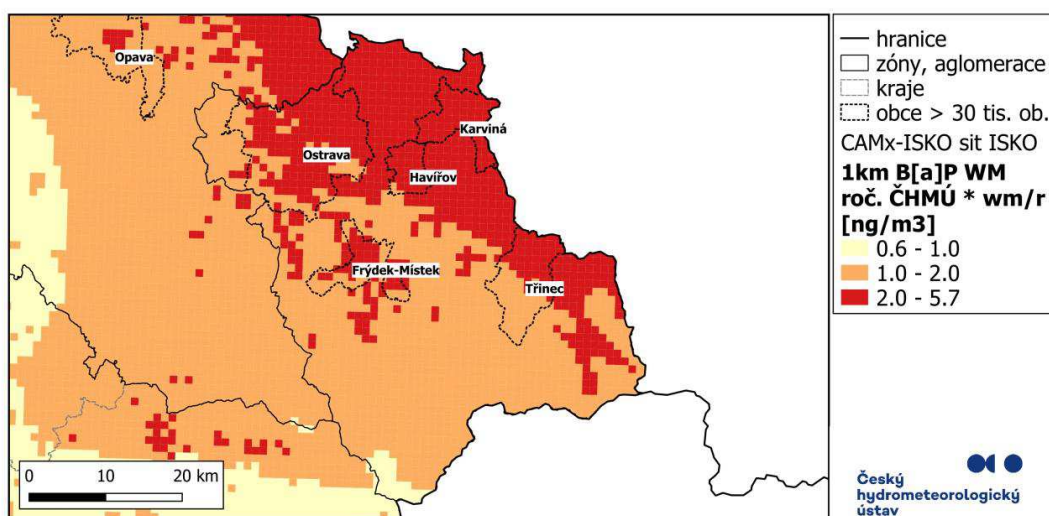 Opava
Karviná
Ostrava
Havířov
Frýdek-Místek
Třinec
0 10 20 km
hranice
zóny, aglomerace
kraje
obce > 30 tis. ob.
CAMx-ISKO sit ISKO
1km B[a]P WM
roč. ČHMÚ * wm/r
[ng/m3]
0.6 - 1.0
1.0 - 2.0
2.0 - 5.7
Český
hydrometeorologický
ústav